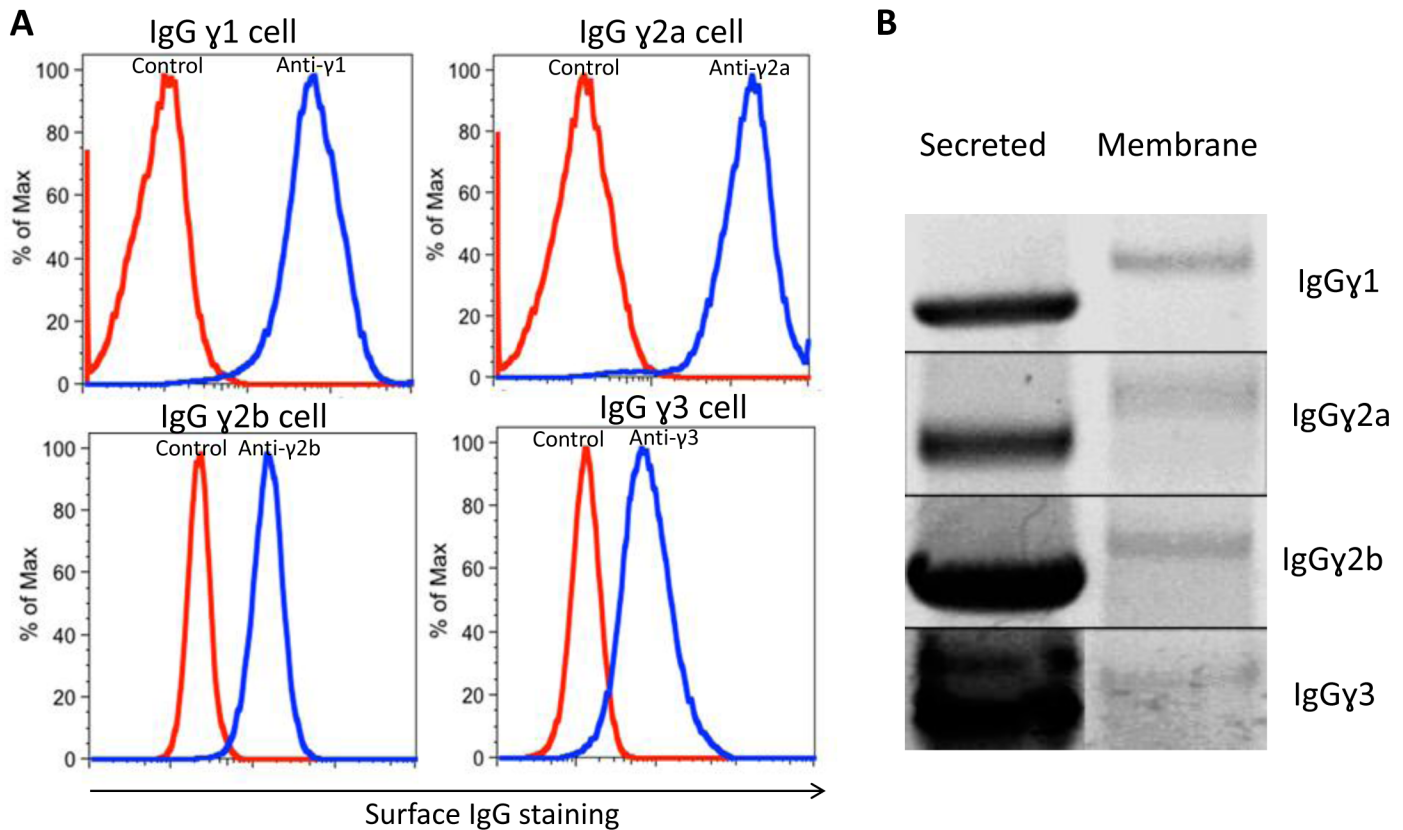 A
IgG ɣ1 cell
Control Anti-γ1
% of Max
100
80
60
40
20
0
IgG ɣ2a cell
Control Anti-γ2a
% of Max
100
80
60
40
20
0
IgG ɣ2b cell
Control Anti-γ2b
% of Max
100
80
60
40
20
0
IgG ɣ3 cell
Control Anti-γ3
% of Max
100
80
60
40
20
0
Surface IgG staining
B
Secreted Membrane
IgGɣ1
IgGɣ2a
IgGɣ2b
IgGɣ3